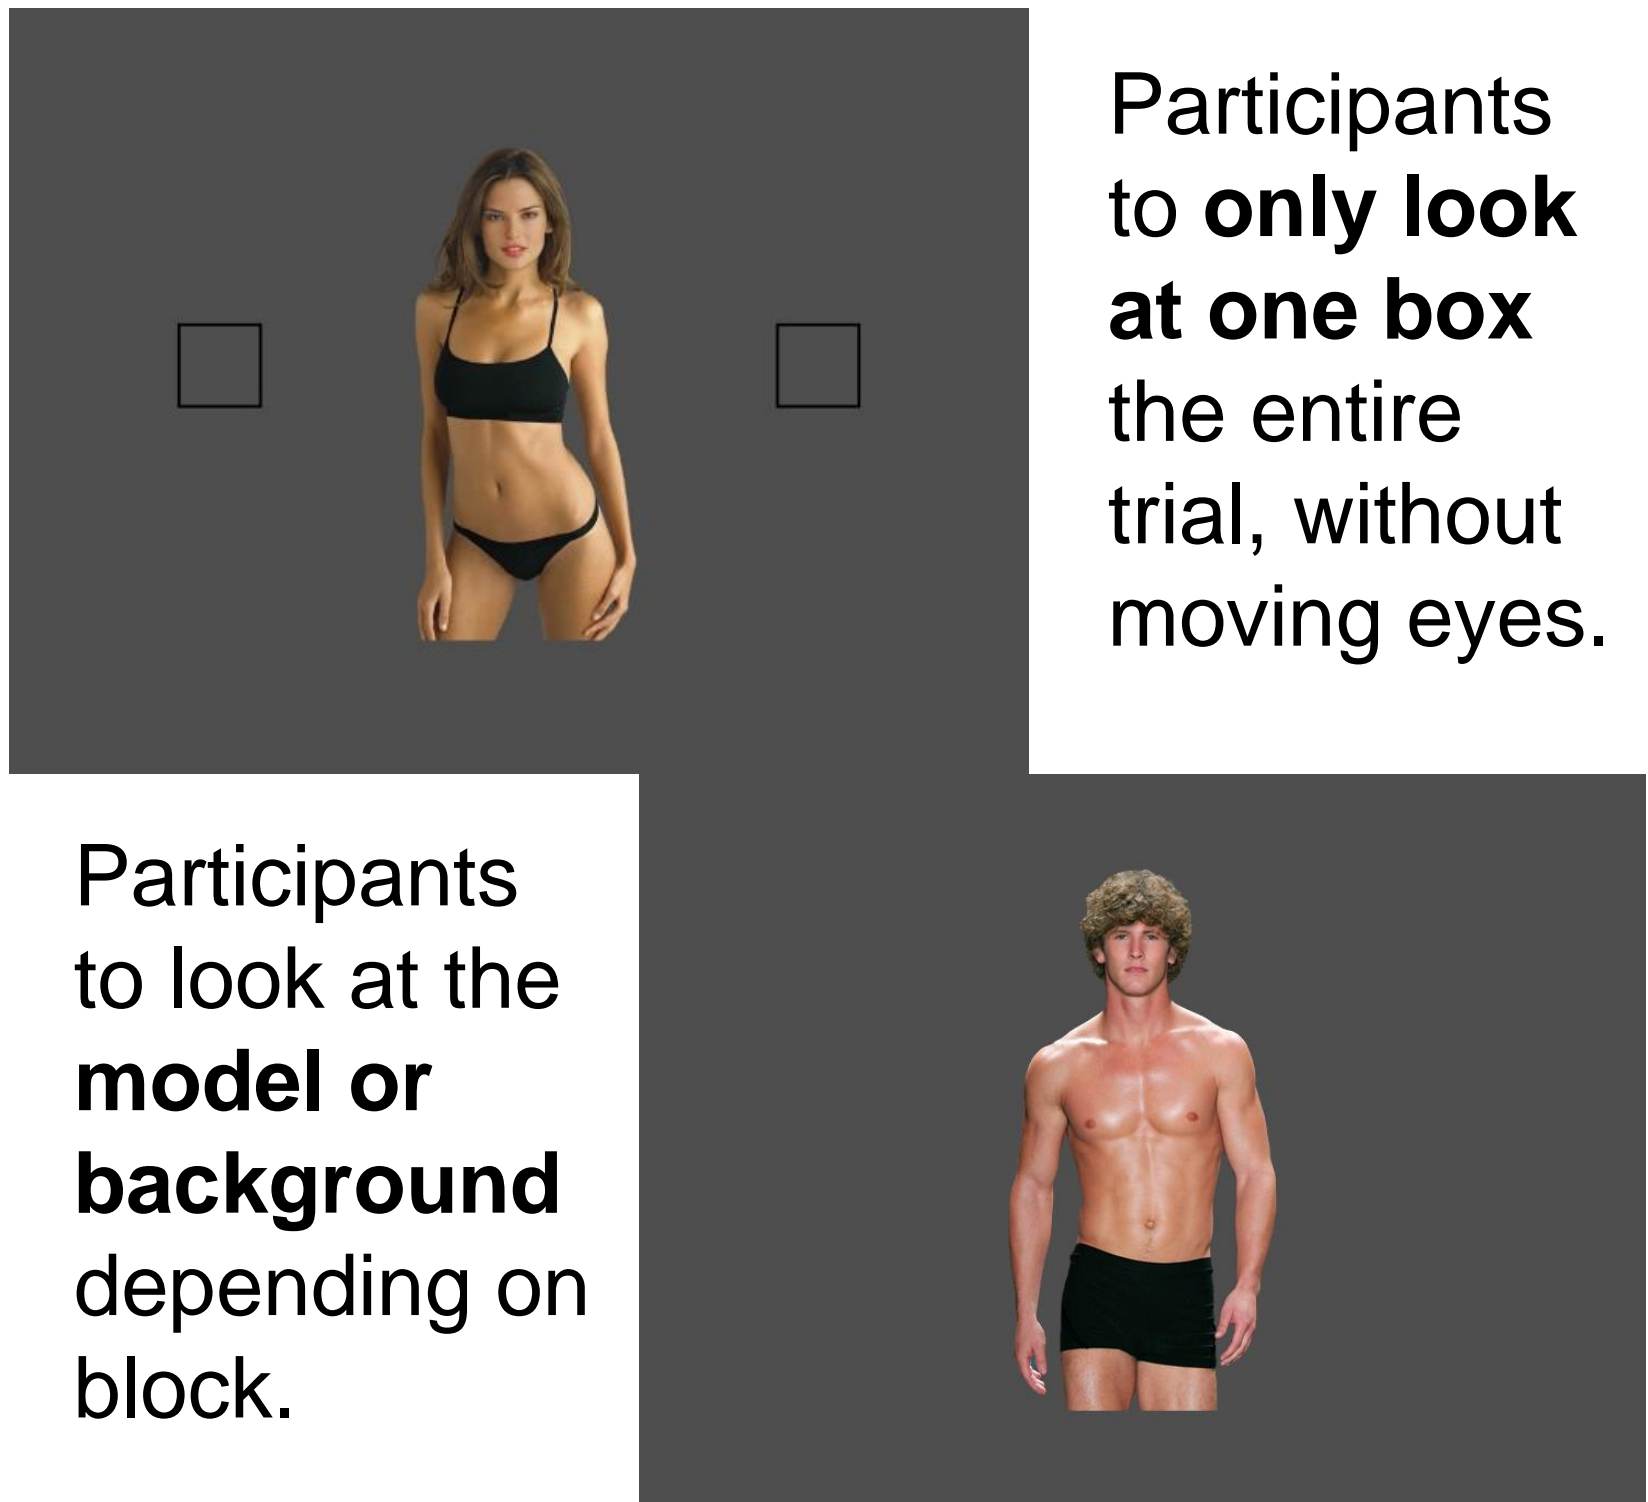 Participants
to only look
at one box
the entire
trial, without
moving eyes.
Participants
to look at the
model or
background
depending on
block.